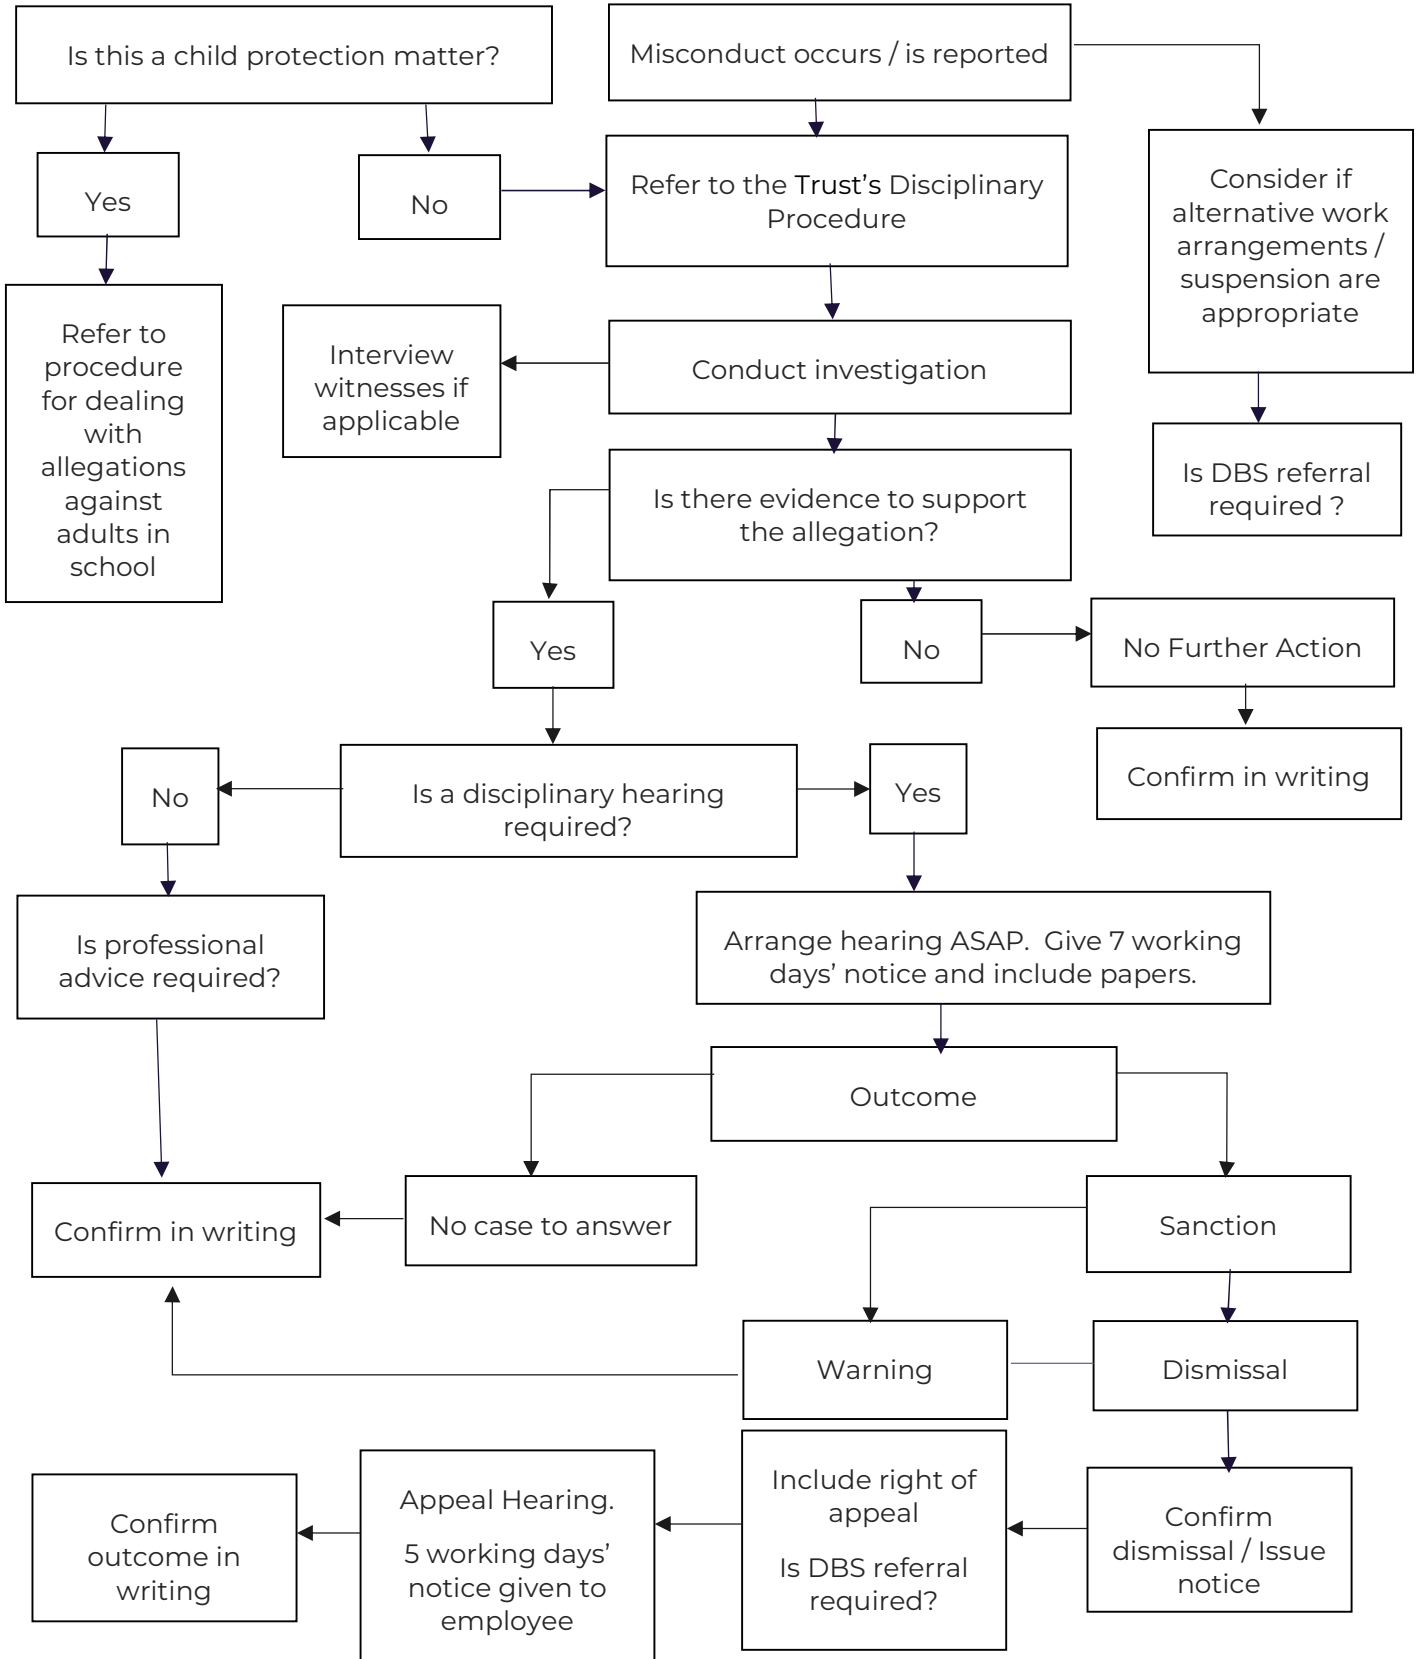 Is this a child protection matter?
Misconduct occurs / is reported
Yes
No
Refer to the Trust’s Disciplinary
Procedure
Consider if
alternative work
arrangements /
suspension are
appropriate
Refer to
procedure
for dealing
with
allegations
against
adults in
school
Interview
witnesses if
applicable
Conduct investigation
Is DBS referral
required ?
Is there evidence to support
the allegation?
Yes
No
No Further Action
Confirm in writing
No
Is a disciplinary hearing
required?
Yes
Is professional
advice required?
Arrange hearing ASAP.  Give 7 working
days’ notice and include papers.
Outcome
Confirm in writing
No case to answer
Sanction
Warning
Dismissal
Confirm
outcome in
writing
Appeal Hearing.
5 working days’
notice given to
employee
Include right of
appeal
Is DBS referral
required?
Confirm
dismissal / Issue
notice